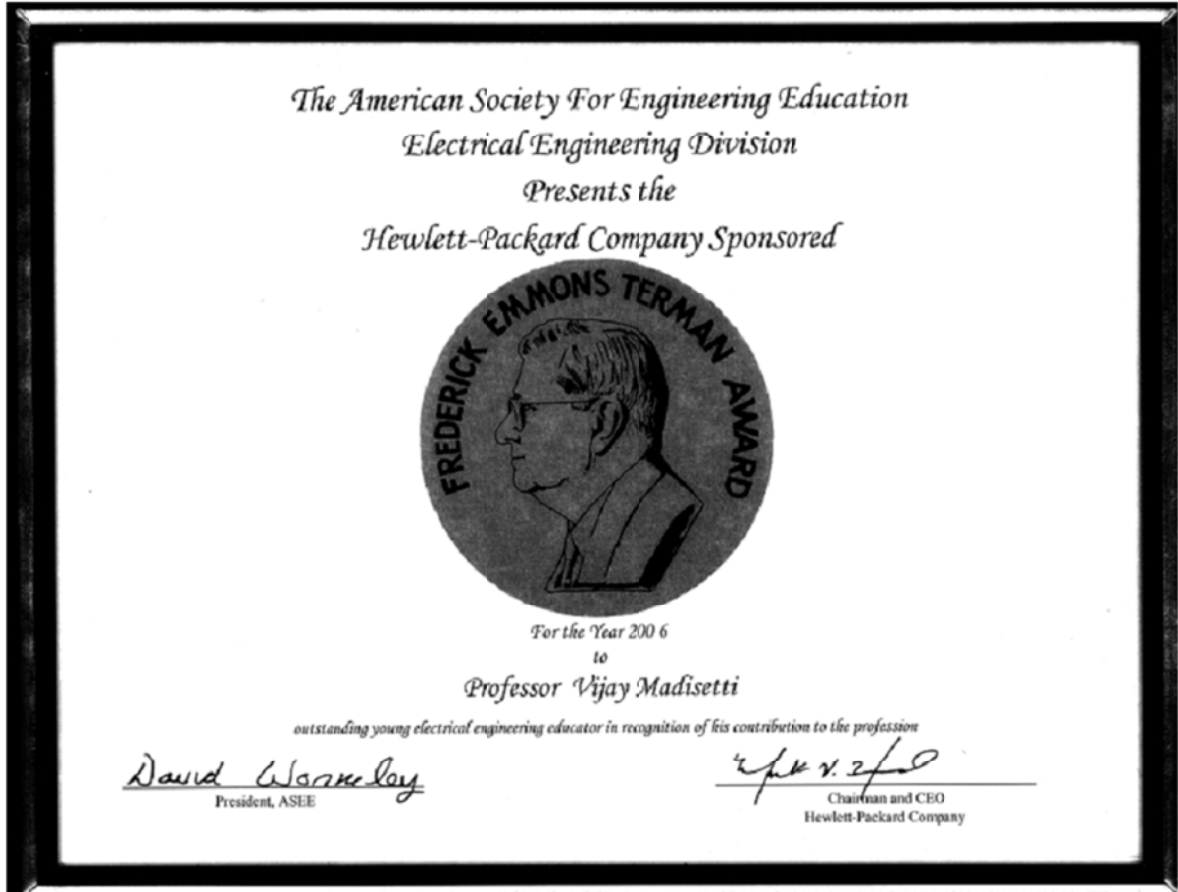 The American Society For Engineering Education
Electrical Engineering Division
Presents the
Hewlett-Packard Company Sponsored
FREDERICK EMMONS TERMAN AWARD
For the Year 200 6
to
Professor Vijay Madisetti
outstanding young electrical engineering educator in recognition of his contribution to the profession
David
President, ASEE
Chairman and CEO
Hewlett-Packard Company